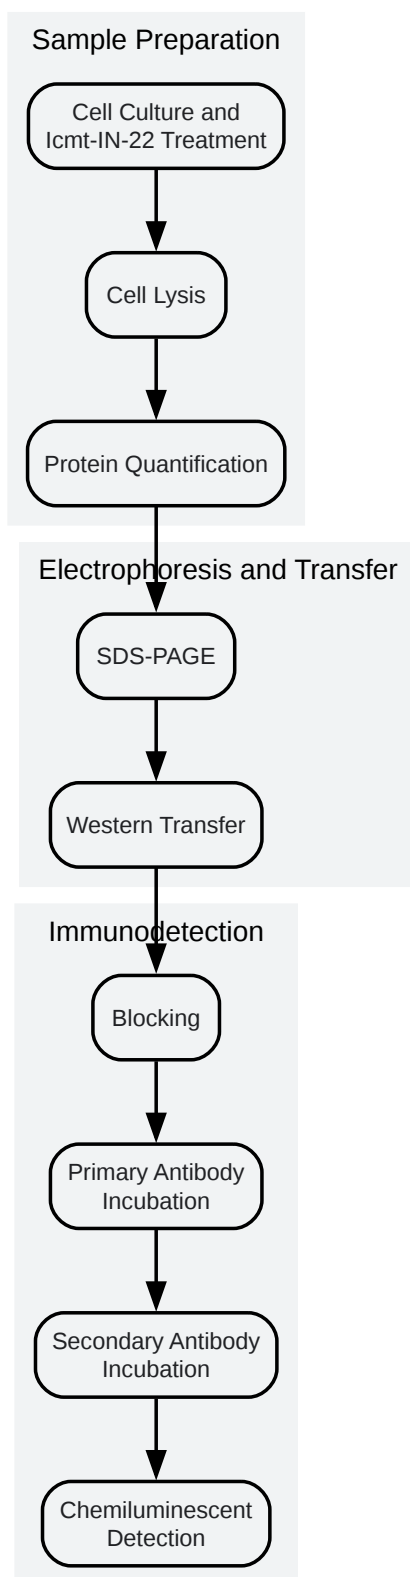 Sample Preparation
Cell Culture and
Icmt-IN-22 Treatment
Cell Lysis
Protein Quantification
Electrophoresis and Transfer
SDS-PAGE
Western Transfer
Immunodetection
Blocking
Primary Antibody
Incubation
Secondary Antibody
Incubation
Chemiluminescent
Detection